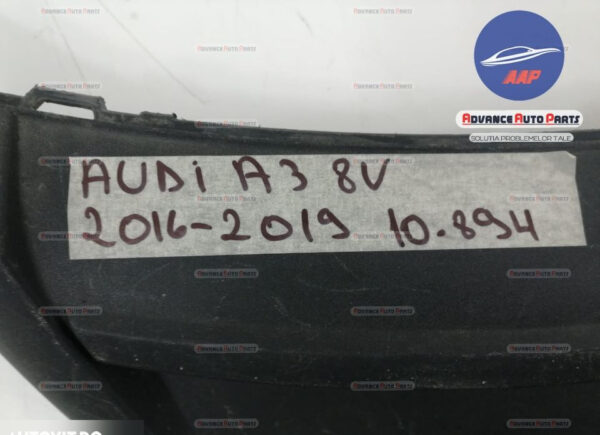 AAP
ADVANCE AUTO PARTS
SOLUTIA PROBLEMELOR TALE
AUDi A3 8V
2016-2019 10.894